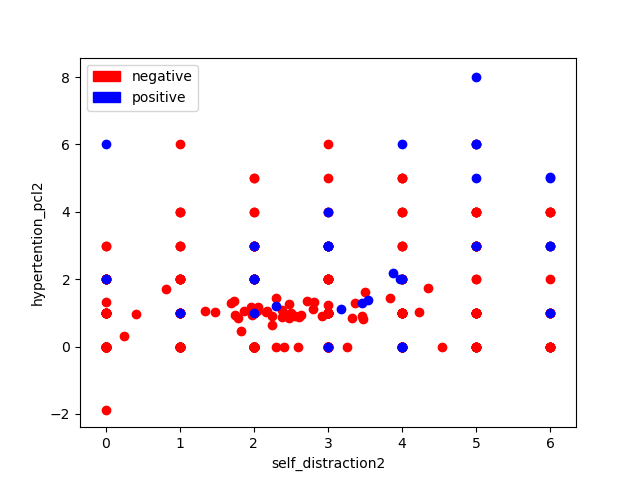 negative
positive
8
6
4
2
0
−2
hypertention_pcl2
0 1 2 3 4 5 6
self_distraction2